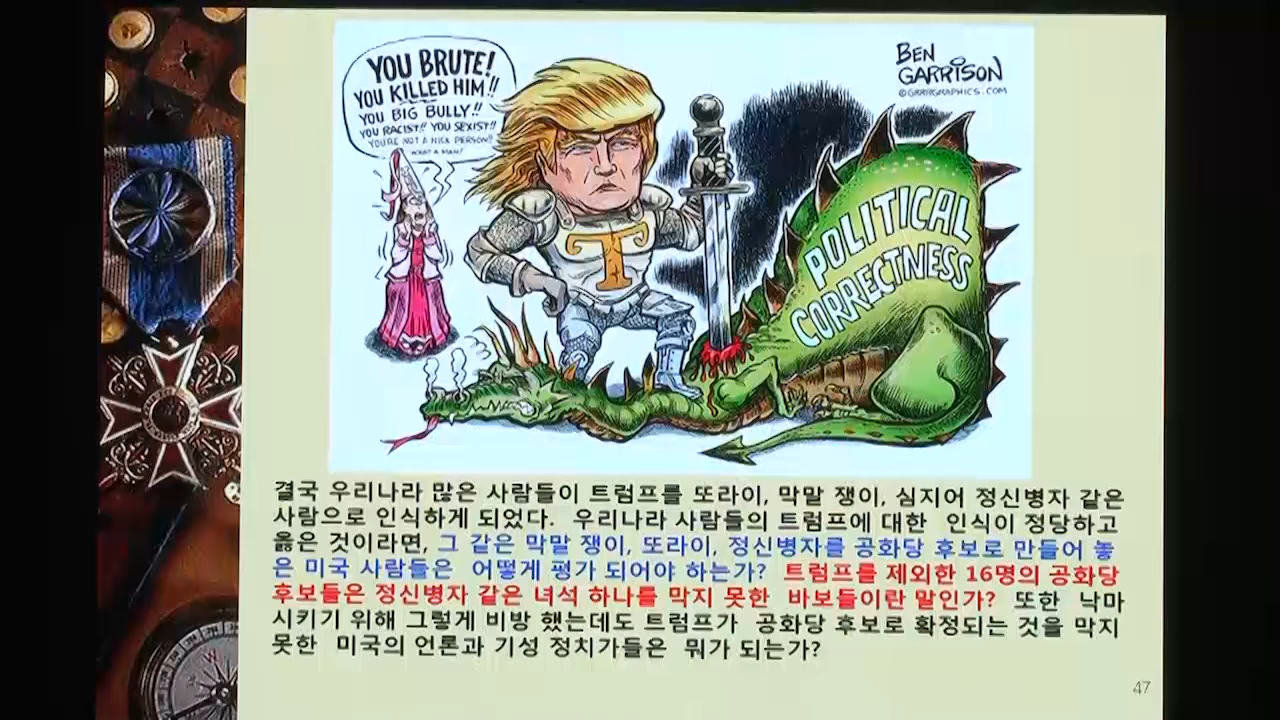 YOU BRUTE!
YOU KILLED HIM!!
YOU BIG BULLY!!
YOU RACIST!! YOU SEXIST!!
YOU'RE NOT A NICE PERSON!!
WHAT A MAN!
BEN
GARRISON
©GRRRGRAPHICS.COM
T
POLITICAL
CORRECTNESS
결국 우리나라 많은 사람들이 트럼프를 또라이, 막말 쟁이, 심지어 정신병자 같은
사람으로 인식하게 되었다. 우리나라 사람들의 트럼프에 대한 인식이 정당하고
옳은 것이라면, 그 같은 막말 쟁이, 또라이, 정신병자를 공화당 후보로 만들어 놓
은 미국 사람들은 어떻게 평가 되어야 하는가? 트럼프를 제외한 16명의 공화당
후보들은 정신병자 같은 녀석 하나를 막지 못한 바보들이란 말인가? 또한 낙마
시키기 위해 그렇게 비방 했는데도 트럼프가 공화당 후보로 확정되는 것을 막지
못한 미국의 언론과 기성 정치가들은 뭐가 되는가?
47